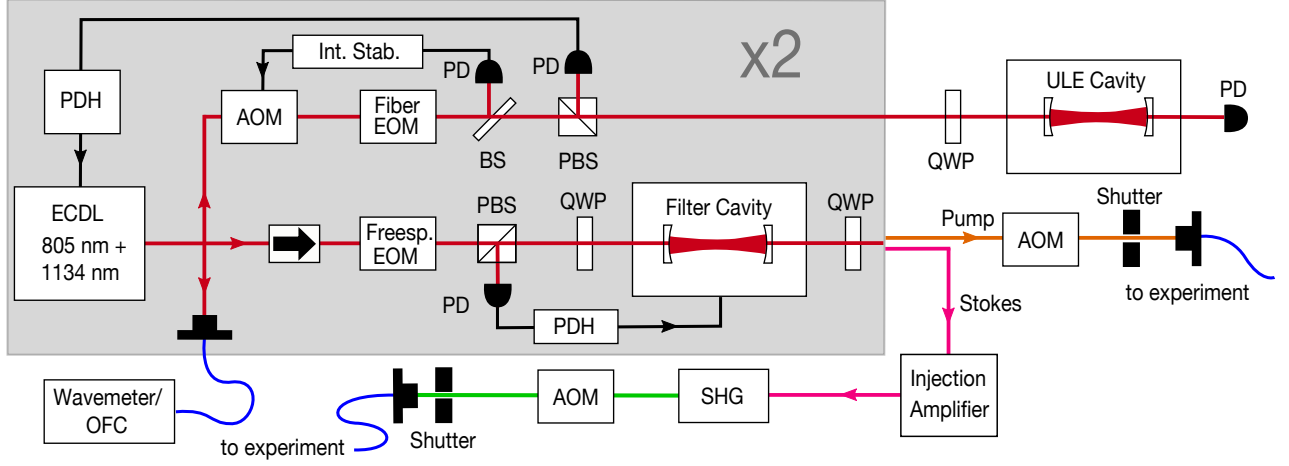 x2
Int. Stab.
PD
PD
PDH
AOM
Fiber
EOM
BS
PBS
QWP
ULE Cavity
PD
ECDL
805 nm +
1134 nm
Freesp.
EOM
PBS
PD
QWP
Filter Cavity
PDH
QWP
Pump
AOM
Shutter
to experiment
Stokes
Injection
Amplifier
SHG
AOM
Shutter
to experiment
Wavemeter/
OFC